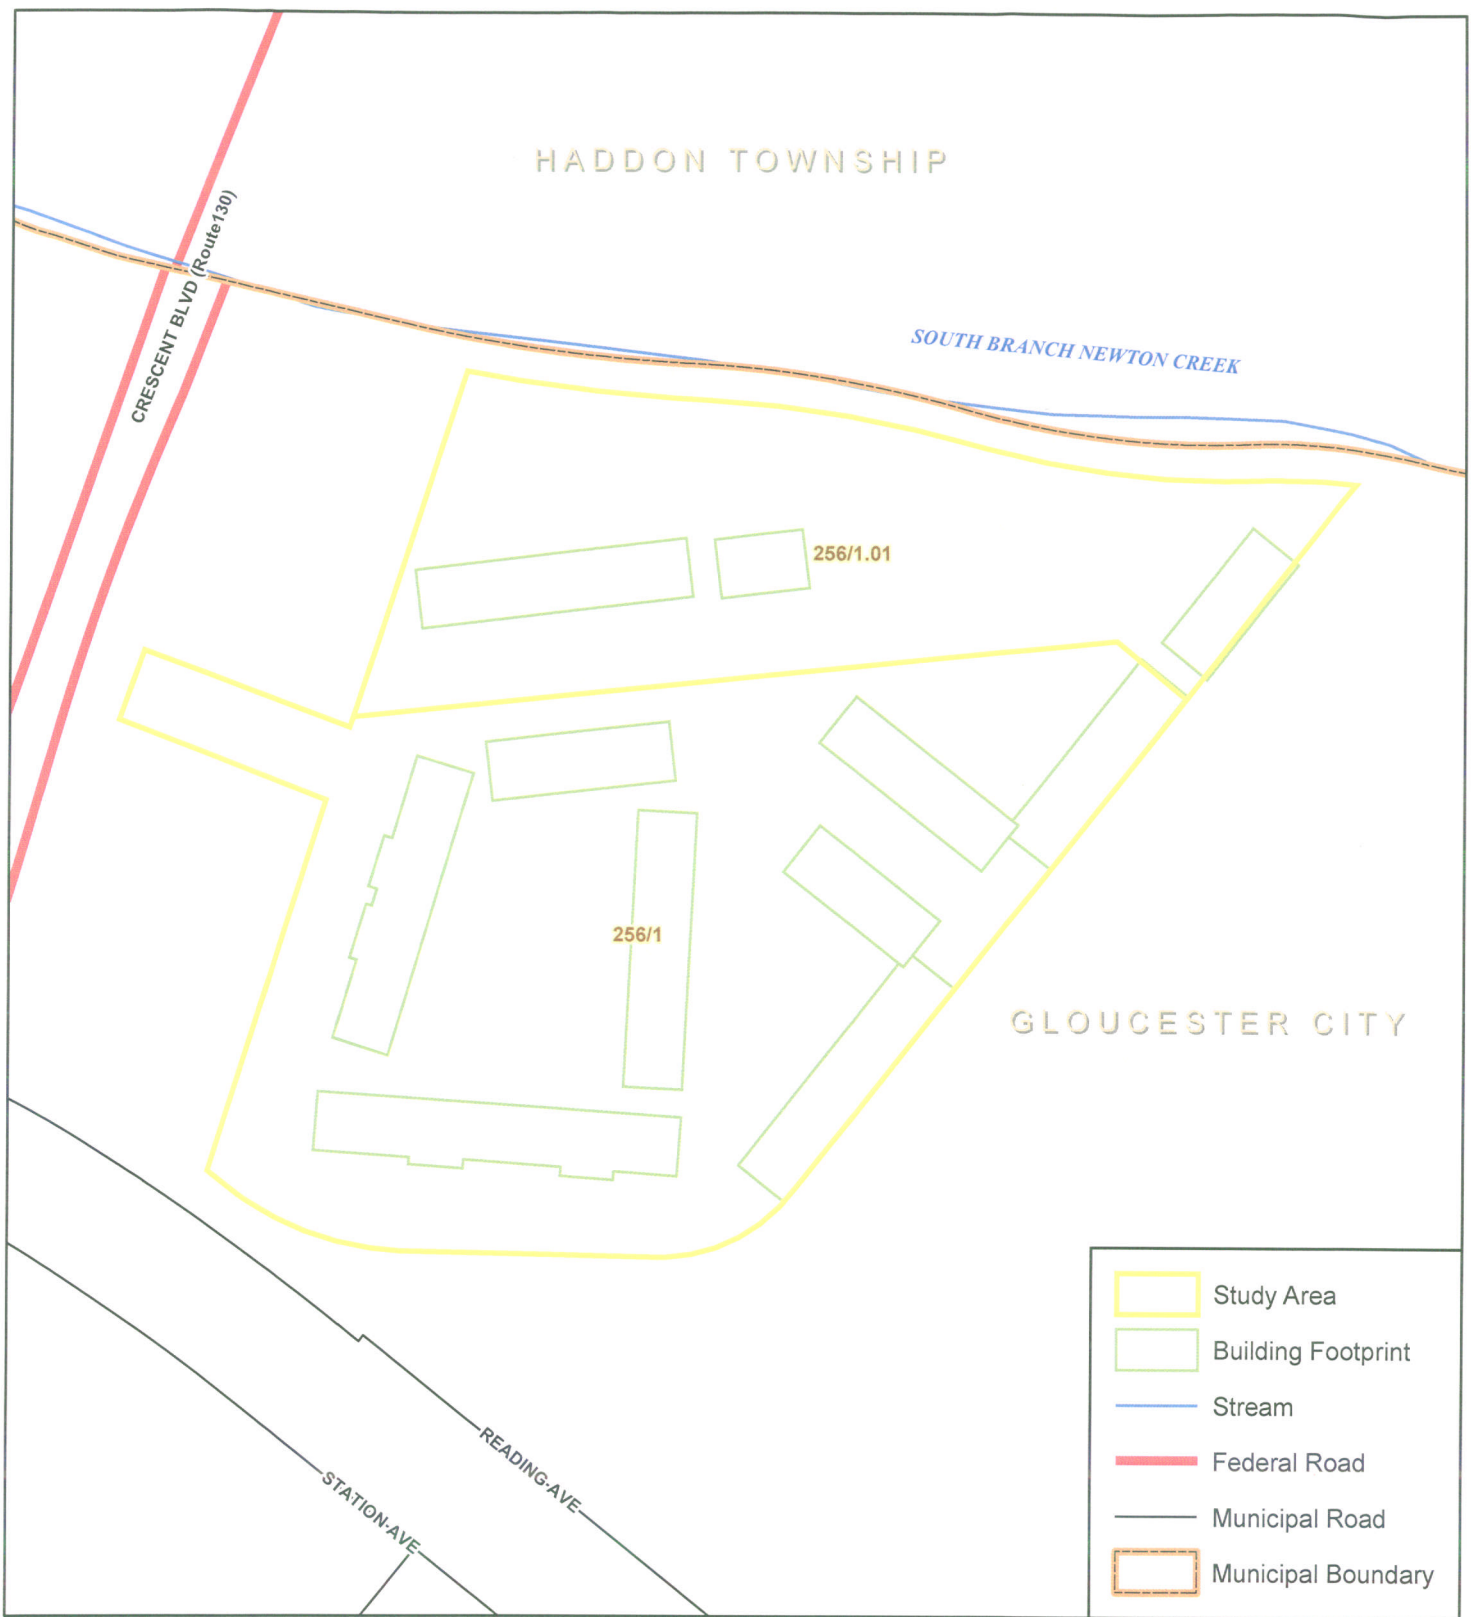 HADDON TOWNSHIP
CRESCENT BLVD (Route130)
SOUTH BRANCH NEWTON CREEK
256/1.01
256/1
GLOUCESTER CITY
READING AVE
STATION AVE
Study Area
Building Footprint
Stream
Federal Road
Municipal Road
Municipal Boundary